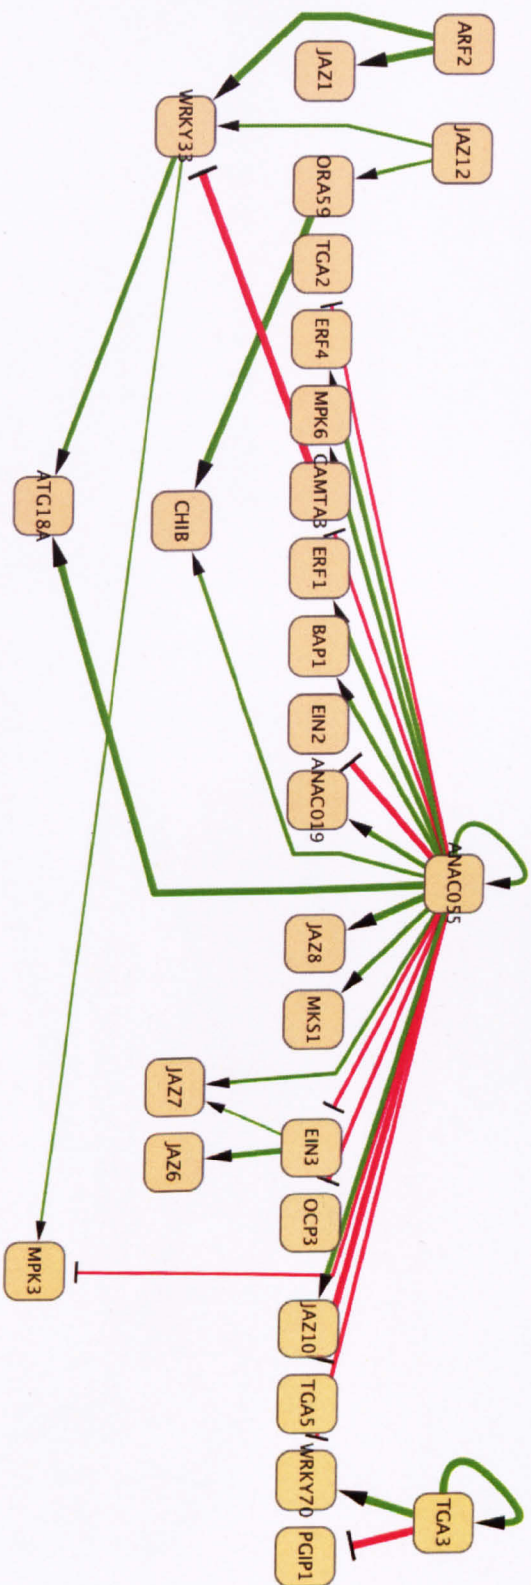 ARF2
JAZ1
JAZ12
WRKY33
ORA59
TGA2
ERF4
MPK6
CAMTA3
ATG18A
CHIB
ERF1
BAP1
EIN2
ANAC019
ANAC055
JAZ8
MKS1
JAZ7
EIN3
JAZ6
OCP3
MPK3
JAZ10
TGA5
WRKY70
TGA3
PGIP1